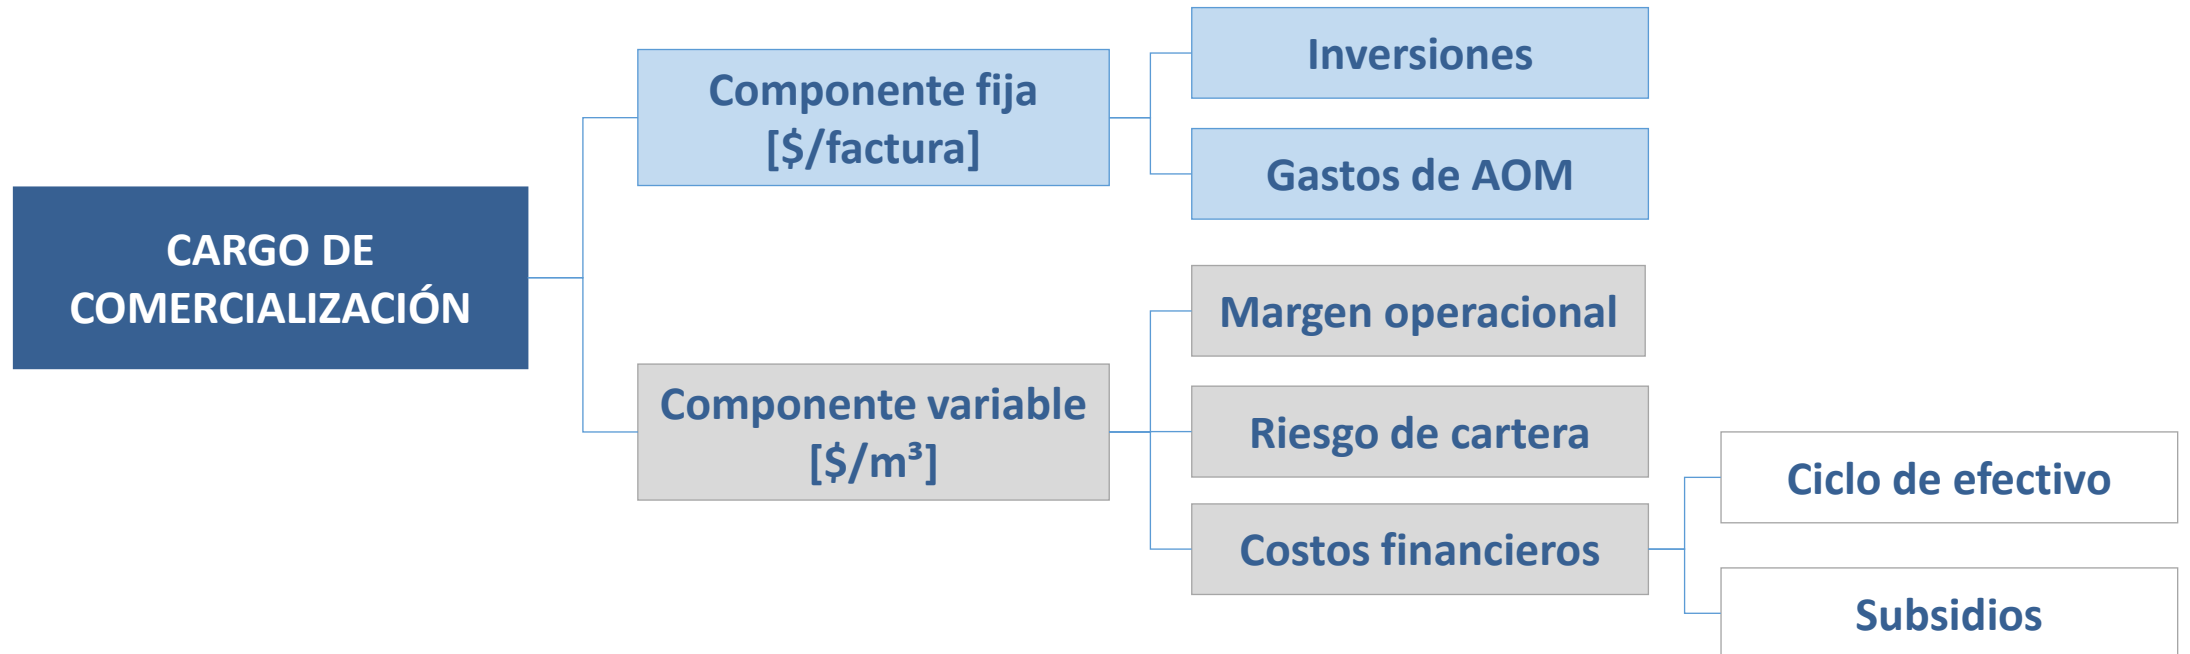 CARGO DE
COMERCIALIZACIÓN
Componente fija
[$/factura]
Inversiones
Gastos de AOM
Componente variable
[$/m³]
Margen operacional
Riesgo de cartera
Costos financieros
Ciclo de efectivo
Subsidios